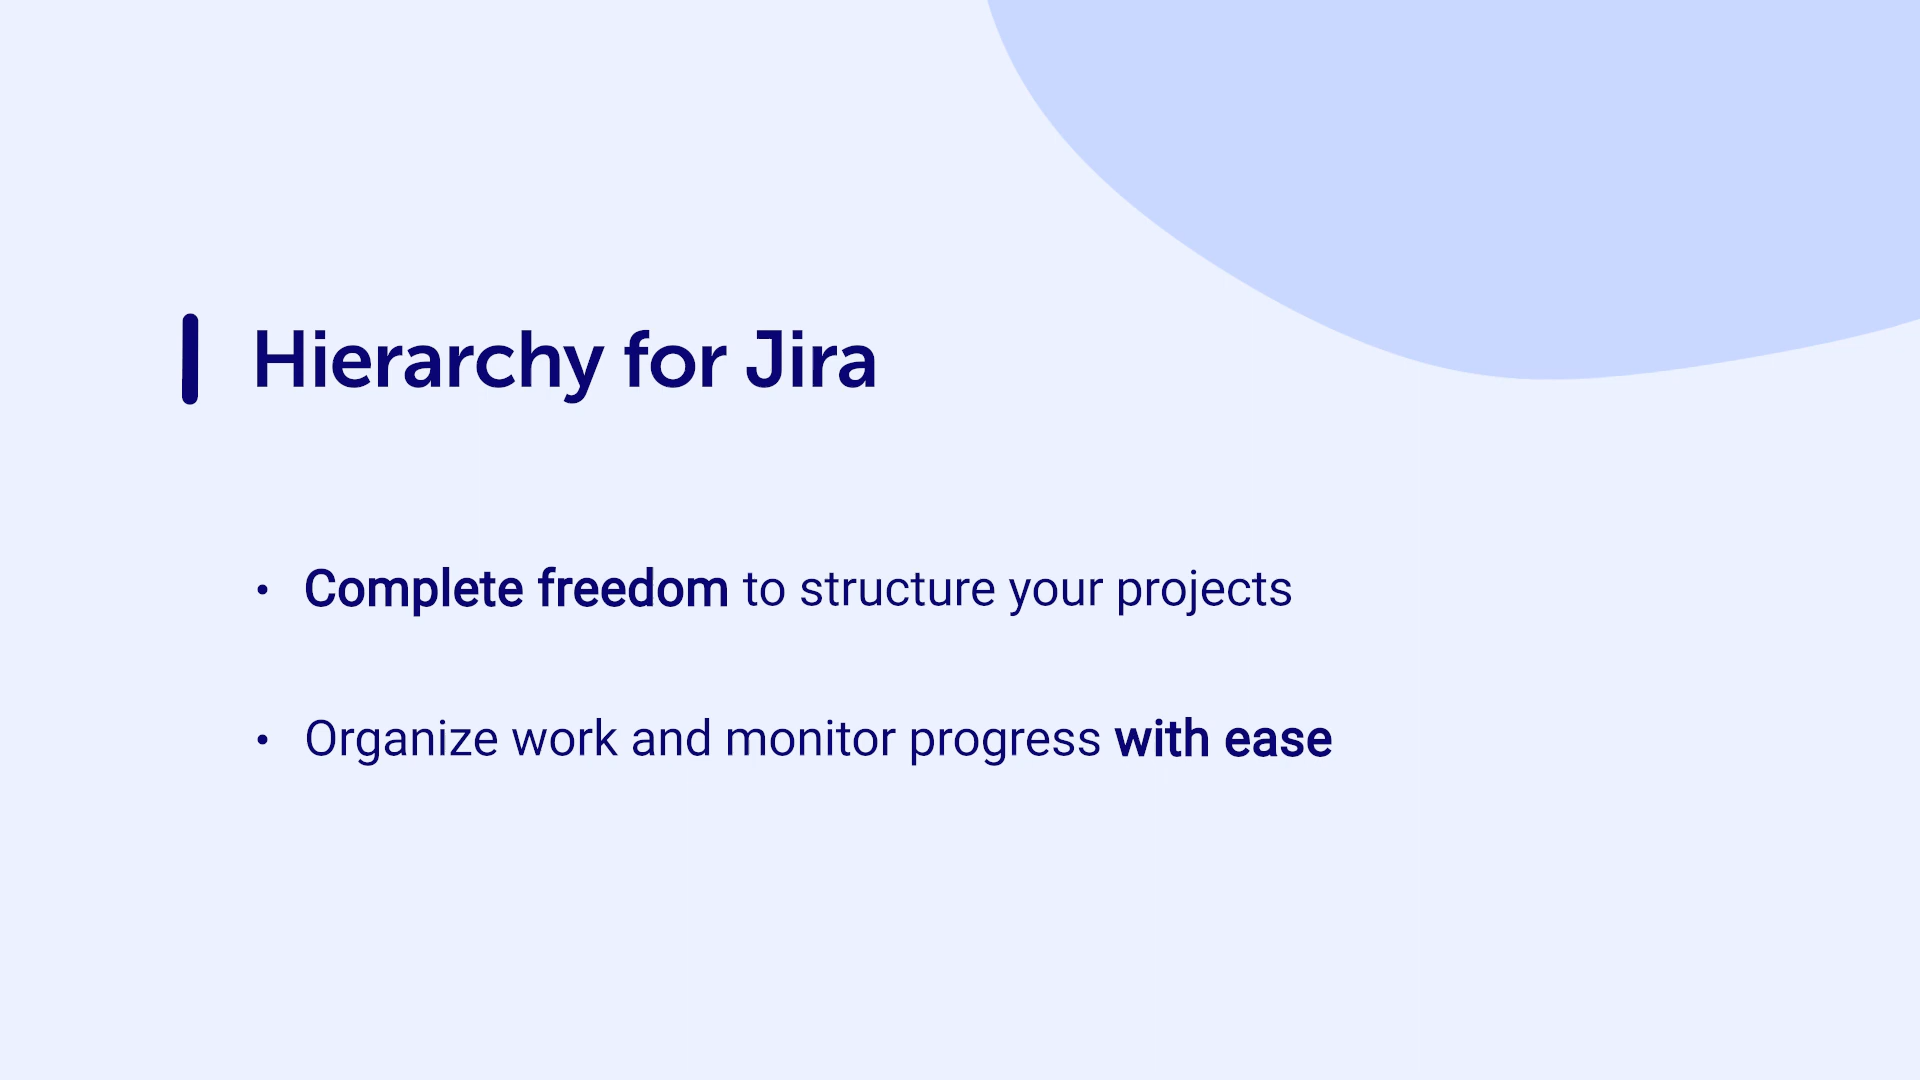 Hierarchy for Jira
• Complete freedom to structure your projects
• Organize work and monitor progress with ease